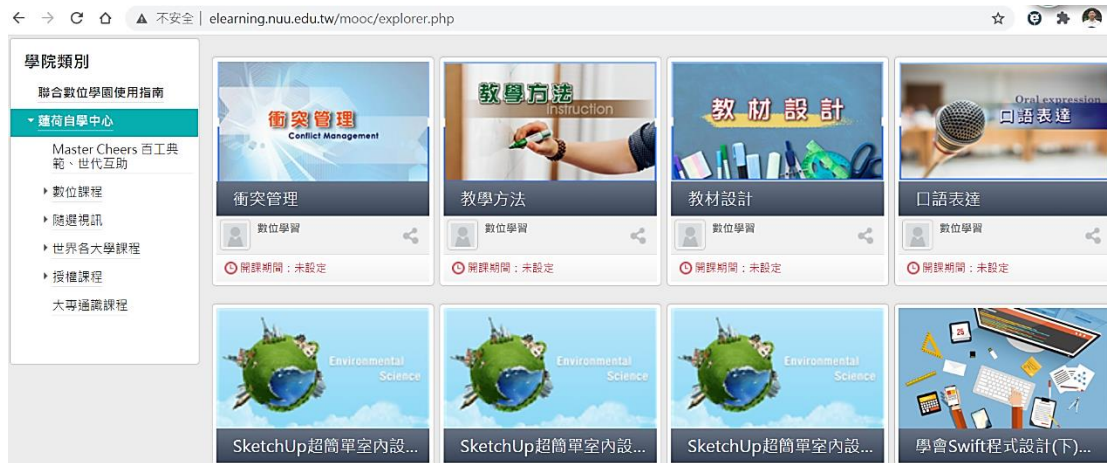 不安全 | elearning.nuu.edu.tw/mooc/explorer.php
學院類別
聯合數位學園使用指南
蓮荷自學中心
Master Cheers 百工典
範、世代互助
數位課程
隨選視訊
世界各大學課程
授權課程
大專通識課程
衝突管理
Conflict Management
衝突管理
數位學習
開課期間：未設定
教學方法
Instruction
教學方法
數位學習
開課期間：未設定
教材設計
教材設計
數位學習
開課期間：未設定
Oral expression
口語表達
口語表達
數位學習
開課期間：未設定
Environmental
Science
SketchUp超簡單室內設...
Environmental
Science
SketchUp超簡單室內設...
Environmental
Science
SketchUp超簡單室內設...
25
學會Swift程式設計(下)...